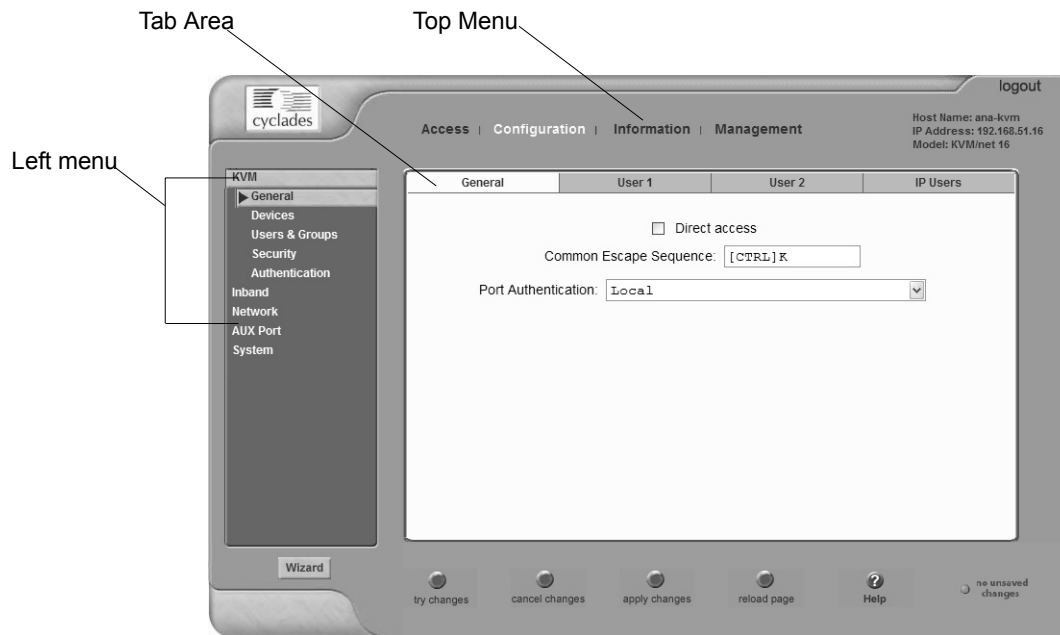 Tab Area
Top Menu
Left menu
cyclades
logout
Access | Configuration | Information | Management
Host Name: ana-kvm
IP Address: 192.168.51.16
Model: KVM/net 16
KVM
General
Devices
Users & Groups
Security
Authentication
Inband
Network
AUX Port
System
General
User 1
User 2
IP Users
Direct access
Common Escape Sequence: [CTRL]K
Port Authentication: Local
Wizard
try changes
cancel changes
apply changes
reload page
?
Help
no unsaved
changes